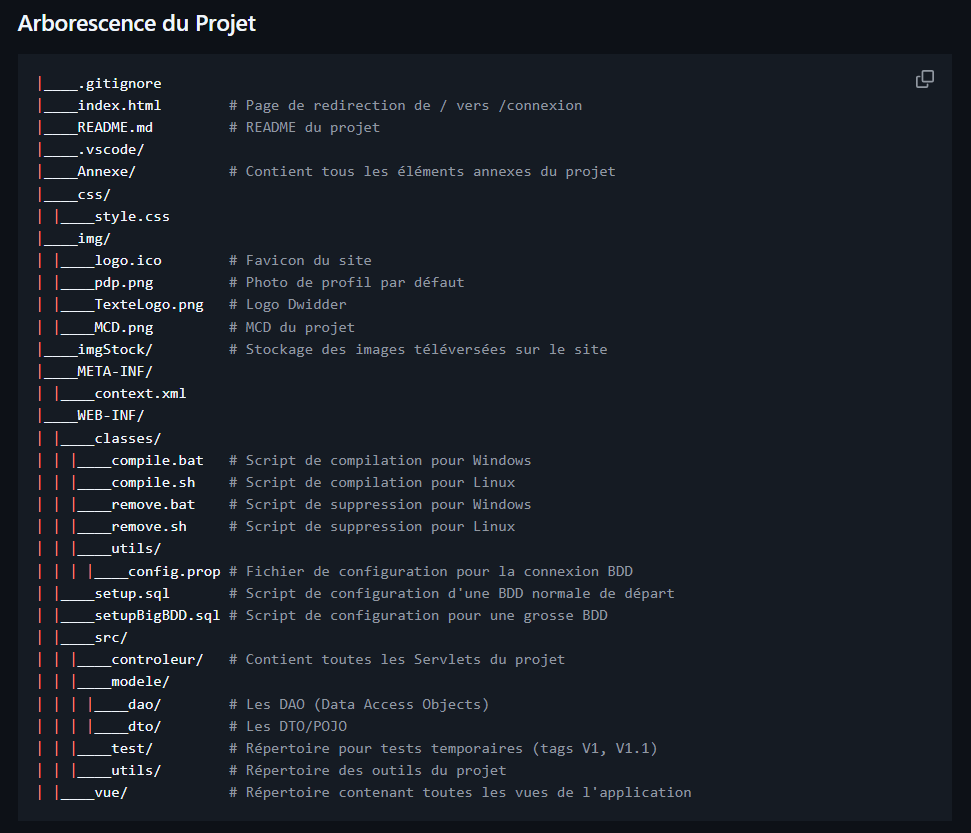 Arborescence du Projet
|____.gitignore
|____index.html        # Page de redirection de / vers /connexion
|____README.md         # README du projet
|____.vscode/
|____Annexe/           # Contient tous les éléments annexes du projet
|____css/
| |____style.css
|____img/
| |____logo.ico        # Favicon du site
| |____pdp.png         # Photo de profil par défaut
| |____TexteLogo.png   # Logo Dwidder
| |____MCD.png         # MCD du projet
|____imgStock/         # Stockage des images téléversées sur le site
|____META-INF/
| |____context.xml
|____WEB-INF/
| |____classes/
| | |____compile.bat   # Script de compilation pour Windows
| | |____compile.sh    # Script de compilation pour Linux
| | |____remove.bat    # Script de suppression pour Windows
| | |____remove.sh     # Script de suppression pour Linux
| | |____utils/
| | | |____config.prop # Fichier de configuration pour la connexion BDD
| |____setup.sql       # Script de configuration d'une BDD normale de départ
| |____setupBigBDD.sql # Script de configuration pour une grosse BDD
| |____src/
| | |____controleur/   # Contient toutes les Servlets du projet
| | |____modele/
| | | |____dao/        # Les DAO (Data Access Objects)
| | | |____dto/        # Les DTO/POJO
| | |____test/         # Répertoire pour tests temporaires (tags V1, V1.1)
| | |____utils/        # Répertoire des outils du projet
| |____vue/            # Répertoire contenant toutes les vues de l'application